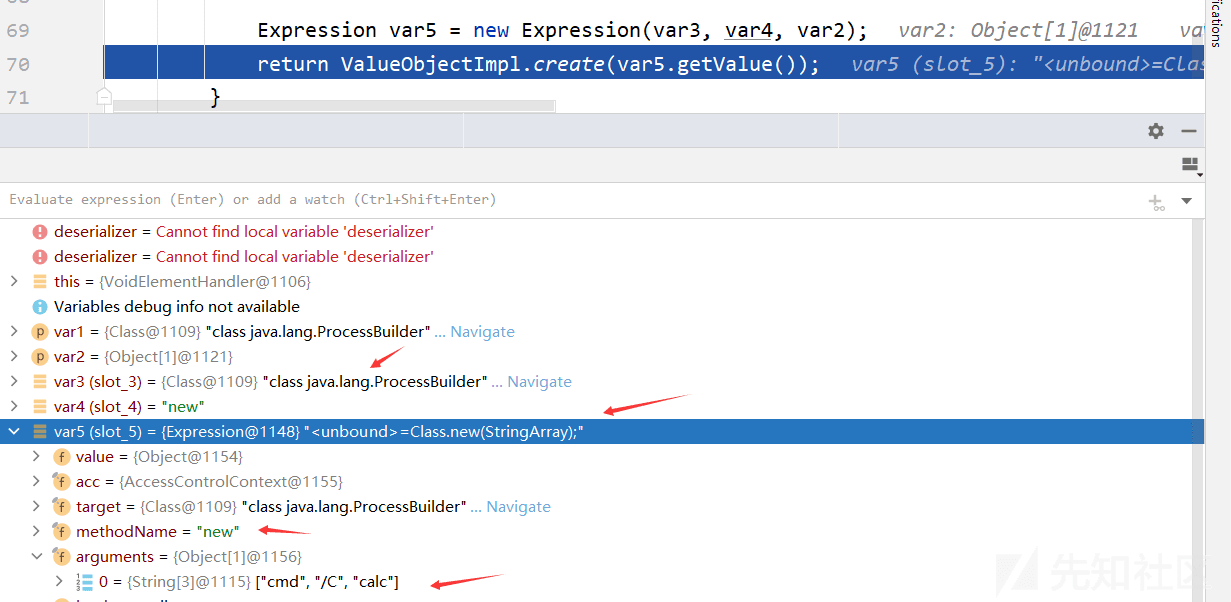 69 Expression var5 = new Expression(var3, var4, var2); var2: Object[1]@1121
70 return ValueObjectImpl.create(var5.getValue()); var5 (slot_5): "<unbound>=Clas
71 }
Evaluate expression (Enter) or add a watch (Ctrl+Shift+Enter)
deserializer = Cannot find local variable 'deserializer'
deserializer = Cannot find local variable 'deserializer'
this = {VoidElementHandler@1106}
Variables debug info not available
p var1 = {Class@1109} "class java.lang.ProcessBuilder" ... Navigate
p var2 = {Object[1]@1121}
var3 (slot_3) = {Class@1109} "class java.lang.ProcessBuilder" ... Navigate
var4 (slot_4) = "new"
var5 (slot_5) = {Expression@1148} "<unbound>=Class.new(StringArray);"
f value = {Object@1154}
f acc = {AccessControlContext@1155}
f target = {Class@1109} "class java.lang.ProcessBuilder" ... Navigate
f methodName = "new"
f arguments = {Object[1]@1156}
0 = {String[3]@1115} ["cmd", "/C", "calc"]
先知社区